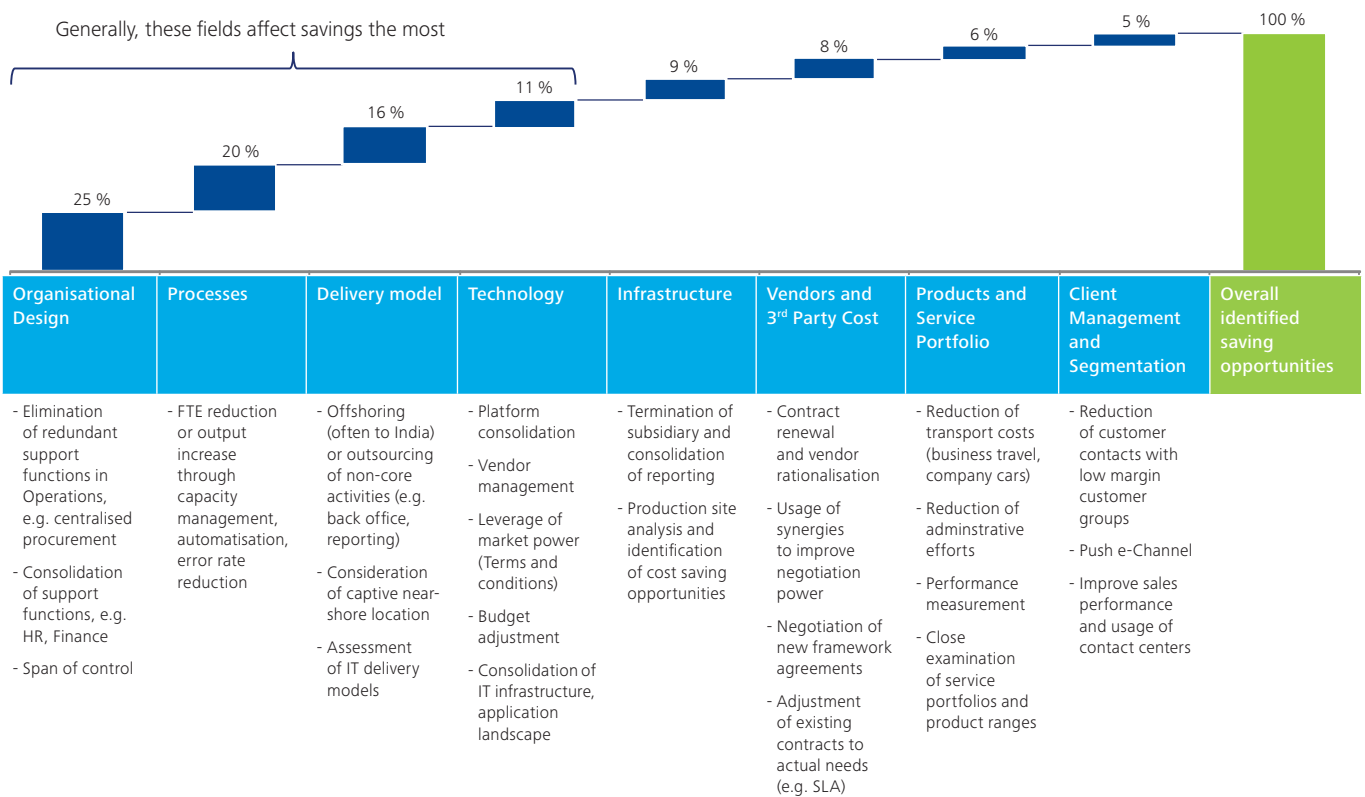 Generally, these fields affect savings the most
25 %
20 %
16 %
11 %
9 %
8 %
6 %
5 %
100 %
Organisational
Design
Processes
Delivery model
Technology
Infrastructure
Vendors and
3rd Party Cost
Products and
Service
Portfolio
Client
Management
and
Segmentation
Overall
identified
saving
opportunities
- Elimination
of redundant
support
functions in
Operations,
e.g. centralised
procurement
- Consolidation
of support
functions, e.g.
HR, Finance
- Span of control
- FTE reduction
or output
increase
through
capacity
management,
automatisation,
error rate
reduction
- Offshoring
(often to India)
or outsourcing
of non-core
activities (e.g.
back office,
reporting)
- Consideration
of captive near-
shore location
- Assessment
of IT delivery
models
- Platform
consolidation
- Vendor
management
- Leverage of
market power
(Terms and
conditions)
- Budget
adjustment
- Consolidation of
IT infrastructure,
application
landscape
- Termination of
subsidiary and
consolidation
of reporting
- Production site
analysis and
identification
of cost saving
opportunities
- Contract
renewal
and vendor
rationalisation
- Usage of
synergies
to improve
negotiation
power
- Negotiation of
new framework
agreements
- Adjustment
of existing
contracts to
actual needs
(e.g. SLA)
- Reduction of
transport costs
(business travel,
company cars)
- Reduction of
adminstrative
efforts
- Performance
measurement
- Close
examination
of service
portfolios and
product ranges
- Reduction
of customer
contacts with
low margin
customer
groups
- Push e-Channel
- Improve sales
performance
and usage of
contact centers